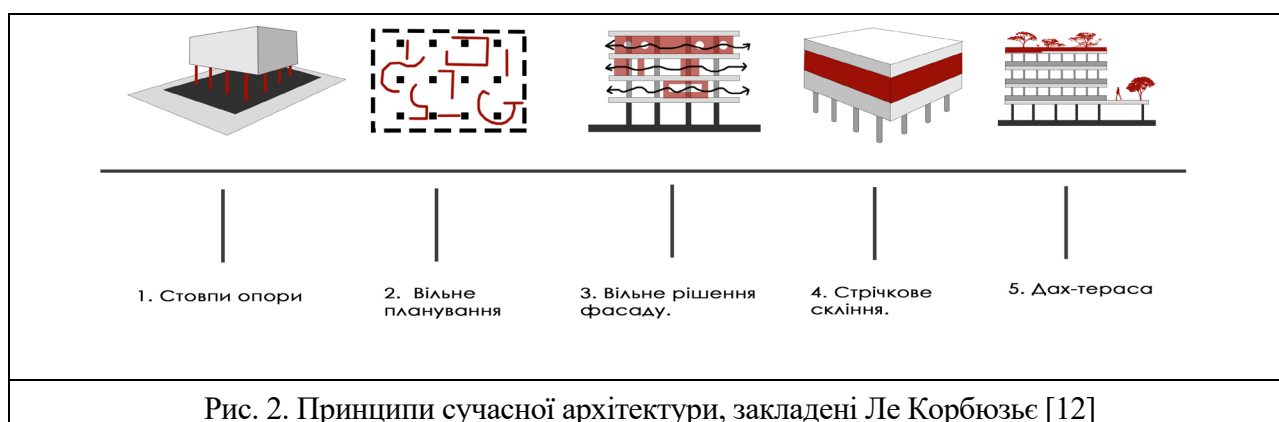 1. Стовпи опори
2. Вільне
планування
3. Вільне рішення
фасаду.
4. Стрічкове
скління.
5. Дах-тераса
Рис. 2. Принципи сучасної архітектури, закладені Ле Корбюзьє [12]